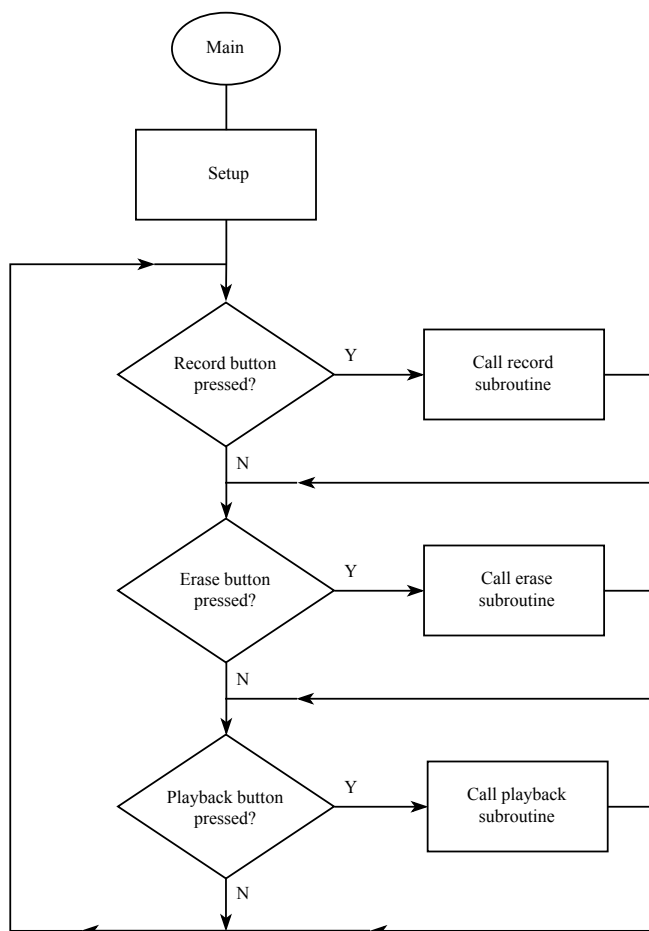 Main
Setup
Record button
pressed?
Y
Call record
subroutine
N
Erase button
pressed?
Y
Call erase
subroutine
N
Playback button
pressed?
Y
Call playback
subroutine
N